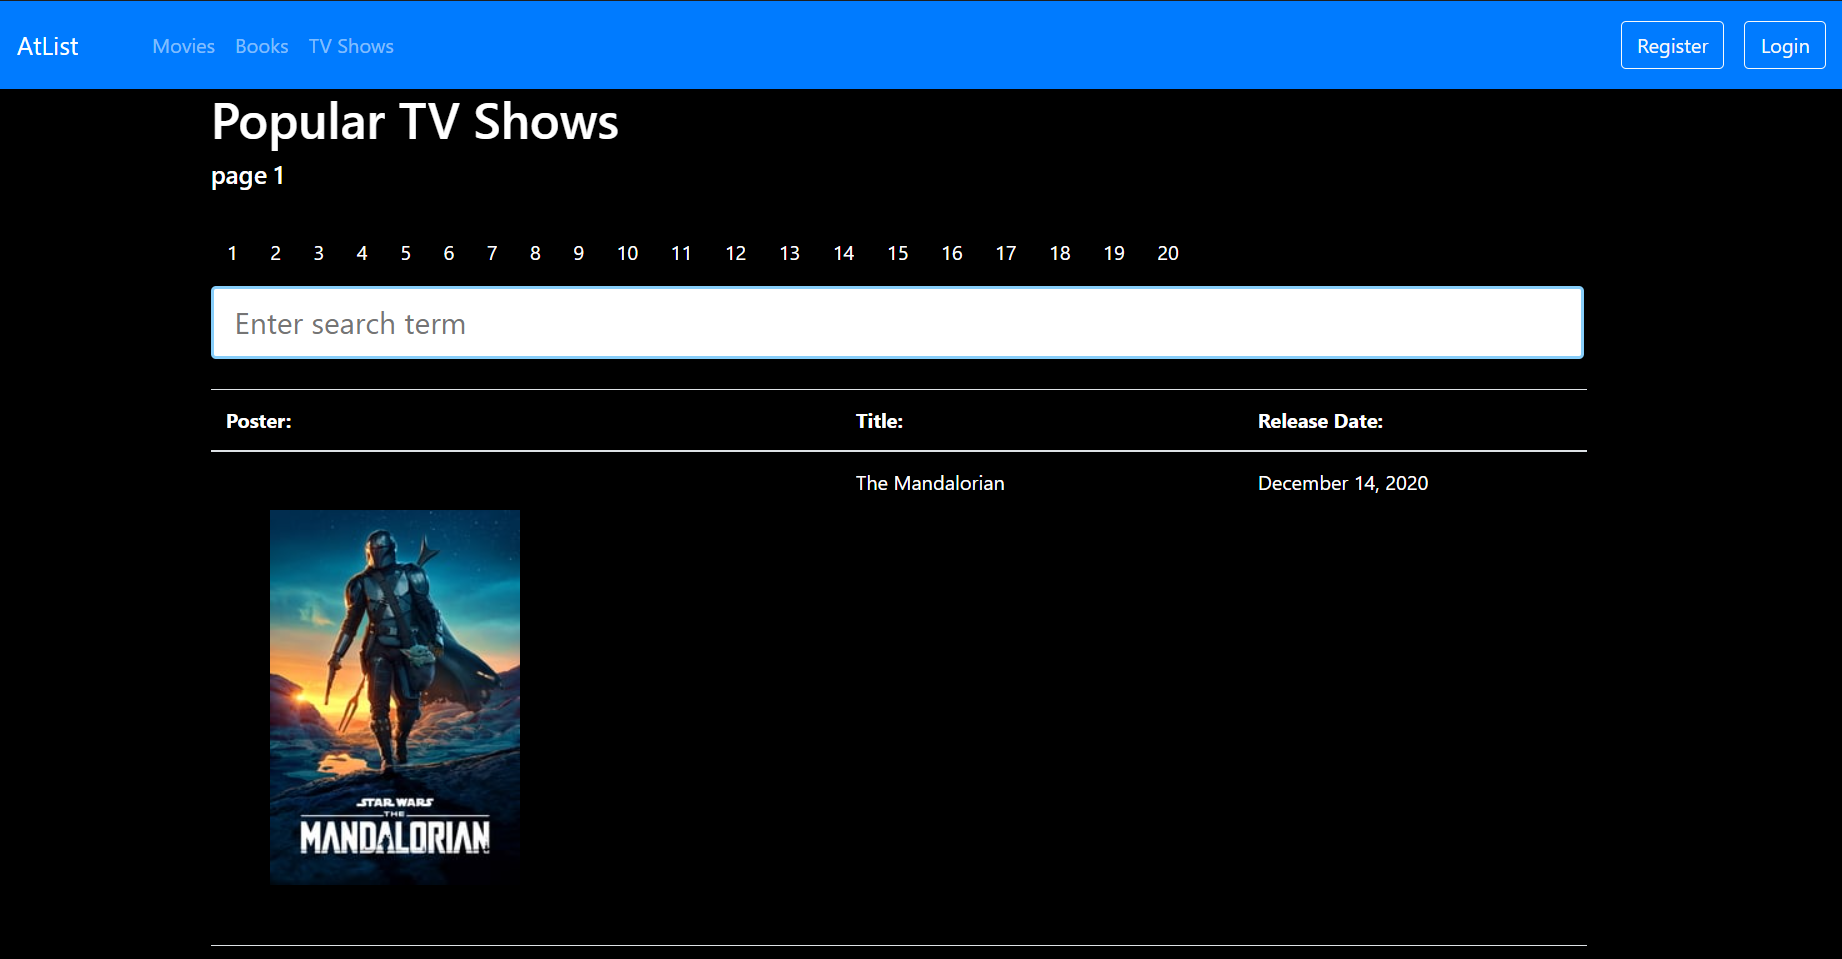 AtList Movies Books TV Shows Register Login
Popular TV Shows
page 1
1 2 3 4 5 6 7 8 9 10 11 12 13 14 15 16 17 18 19 20
Enter search term
Poster: Title: Release Date:
The Mandalorian December 14, 2020
STAR WARS
THE
MANDALORIAN